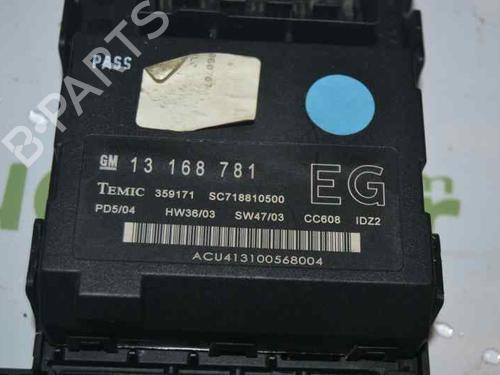 B-PARTS
PASS
GM 13 168 781 EG
TEMIC 359171 SC718810500
PD5/04 HW36/03 SW47/03 CC608 IDZ2
ACU413100568004